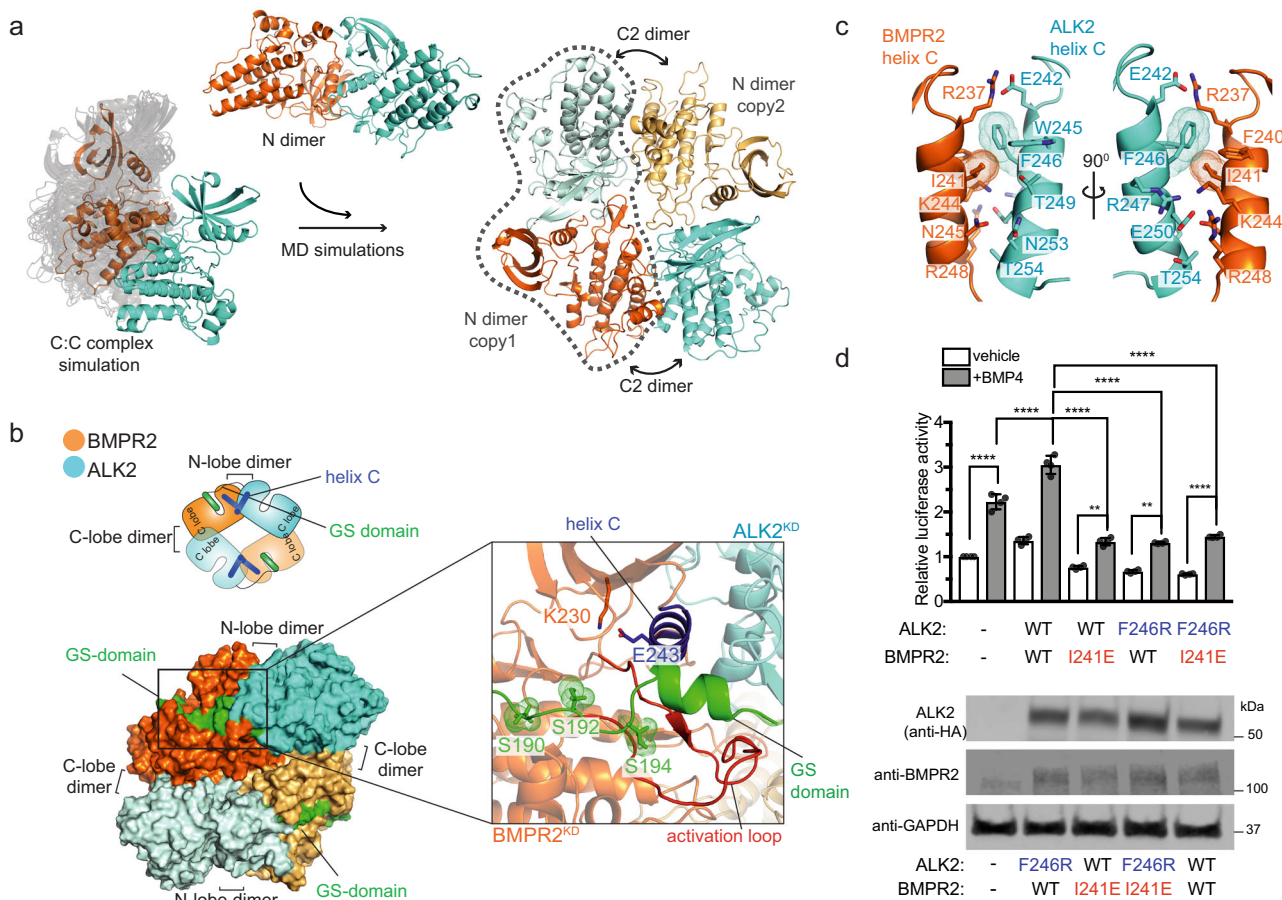 a
C2 dimer
N dimer
N dimer
copy2
MD simulations
C:C complex
simulation
N dimer
copy1
C2 dimer
b
BMPR2
ALK2
N-lobe dimer
helix C
GS domain
C-lobe dimer
C lobe
C lobe
C lobe
C lobe
N-lobe dimer
GS-domain
C-lobe
dimer
C-lobe
dimer
GS-domain
N-lobe dimer
helix C
ALK2KD
K230
E243
S192
S190
S194
GS
domain
BMPR2KD
activation loop
c
BMPR2
helix C
ALK2
helix C
E242
R237
W245
F246
I241
K244
T249
N245
N253
T254
R248
90⁰
E242
R237
F240
F246
I241
R247
K244
E250
T254
R248
d
vehicle
+BMP4
Relative luciferase activity
4
3
2
1
0
****
****
****
****
****
**
**
****
ALK2: - WT WT F246R F246R
BMPR2: - WT I241E WT I241E
ALK2
(anti-HA)
kDa
50
anti-BMPR2
100
anti-GAPDH
37
ALK2: - F246R WT F246R WT
BMPR2: - WT I241E I241E WT